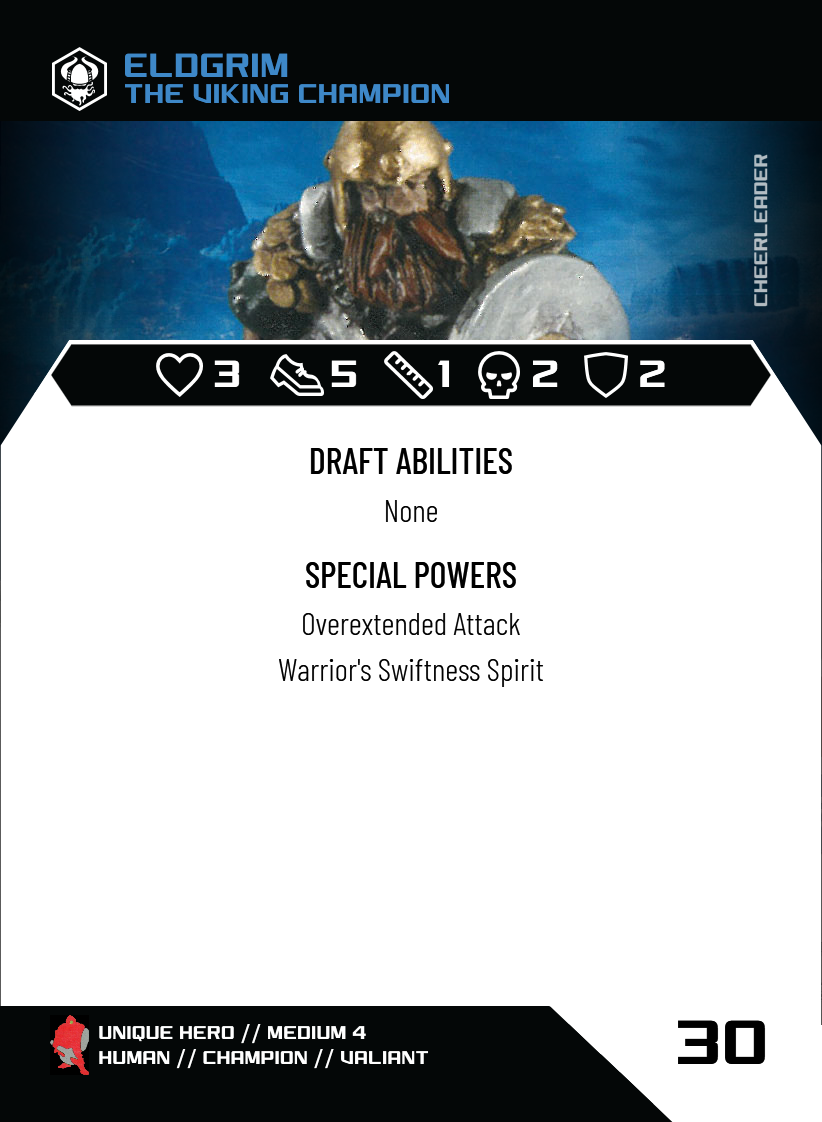 ELDGRIM
THE VIKING CHAMPION
CHEERLEADER
3 5 1 2 2
DRAFT ABILITIES
None
SPECIAL POWERS
Overextended Attack
Warrior's Swiftness Spirit
UNIQUE HERO // MEDIUM 4
HUMAN // CHAMPION // VALIANT
30